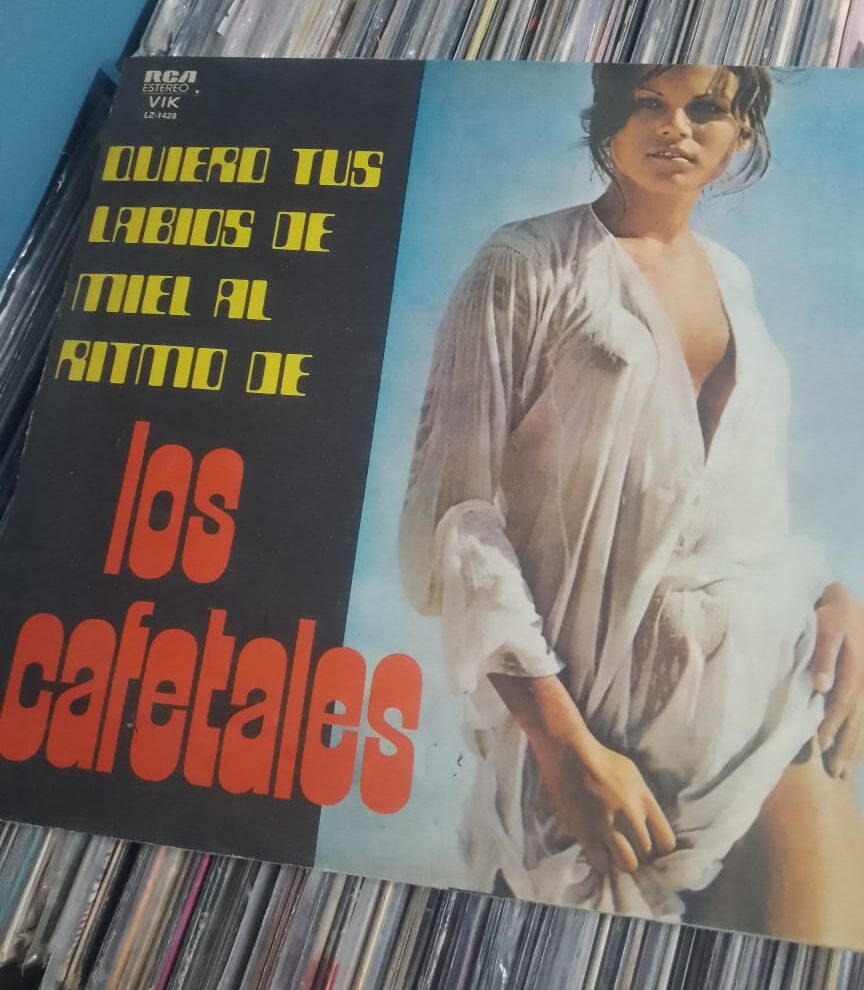 RCA
ESTEREO
VIK
LZ-1428
QUIERO TUS
LABIOS DE
MIEL AL
RITMO DE
los
cafetales